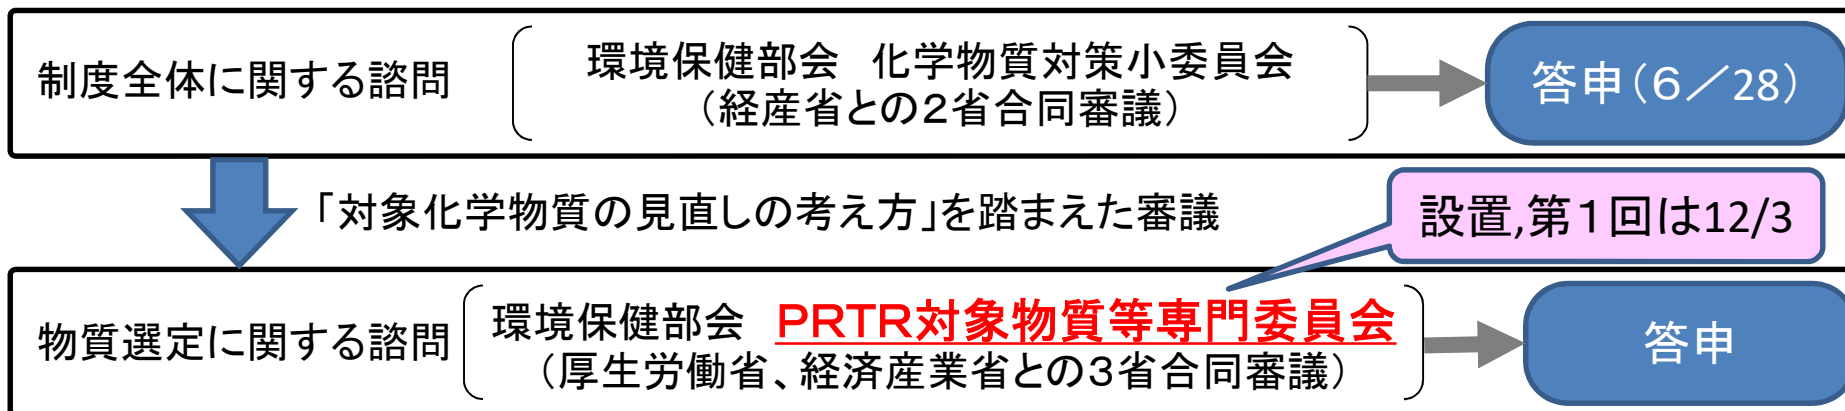 制度全体に関する諮問
環境保健部会　化学物質対策小委員会
（経産省との２省合同審議）
答申（６／28）
「対象化学物質の見直しの考え方」を踏まえた審議
設置,第１回は12/3
物質選定に関する諮問
環境保健部会　ＰＲＴＲ対象物質等専門委員会
（厚生労働省、経済産業省との３省合同審議）
答申